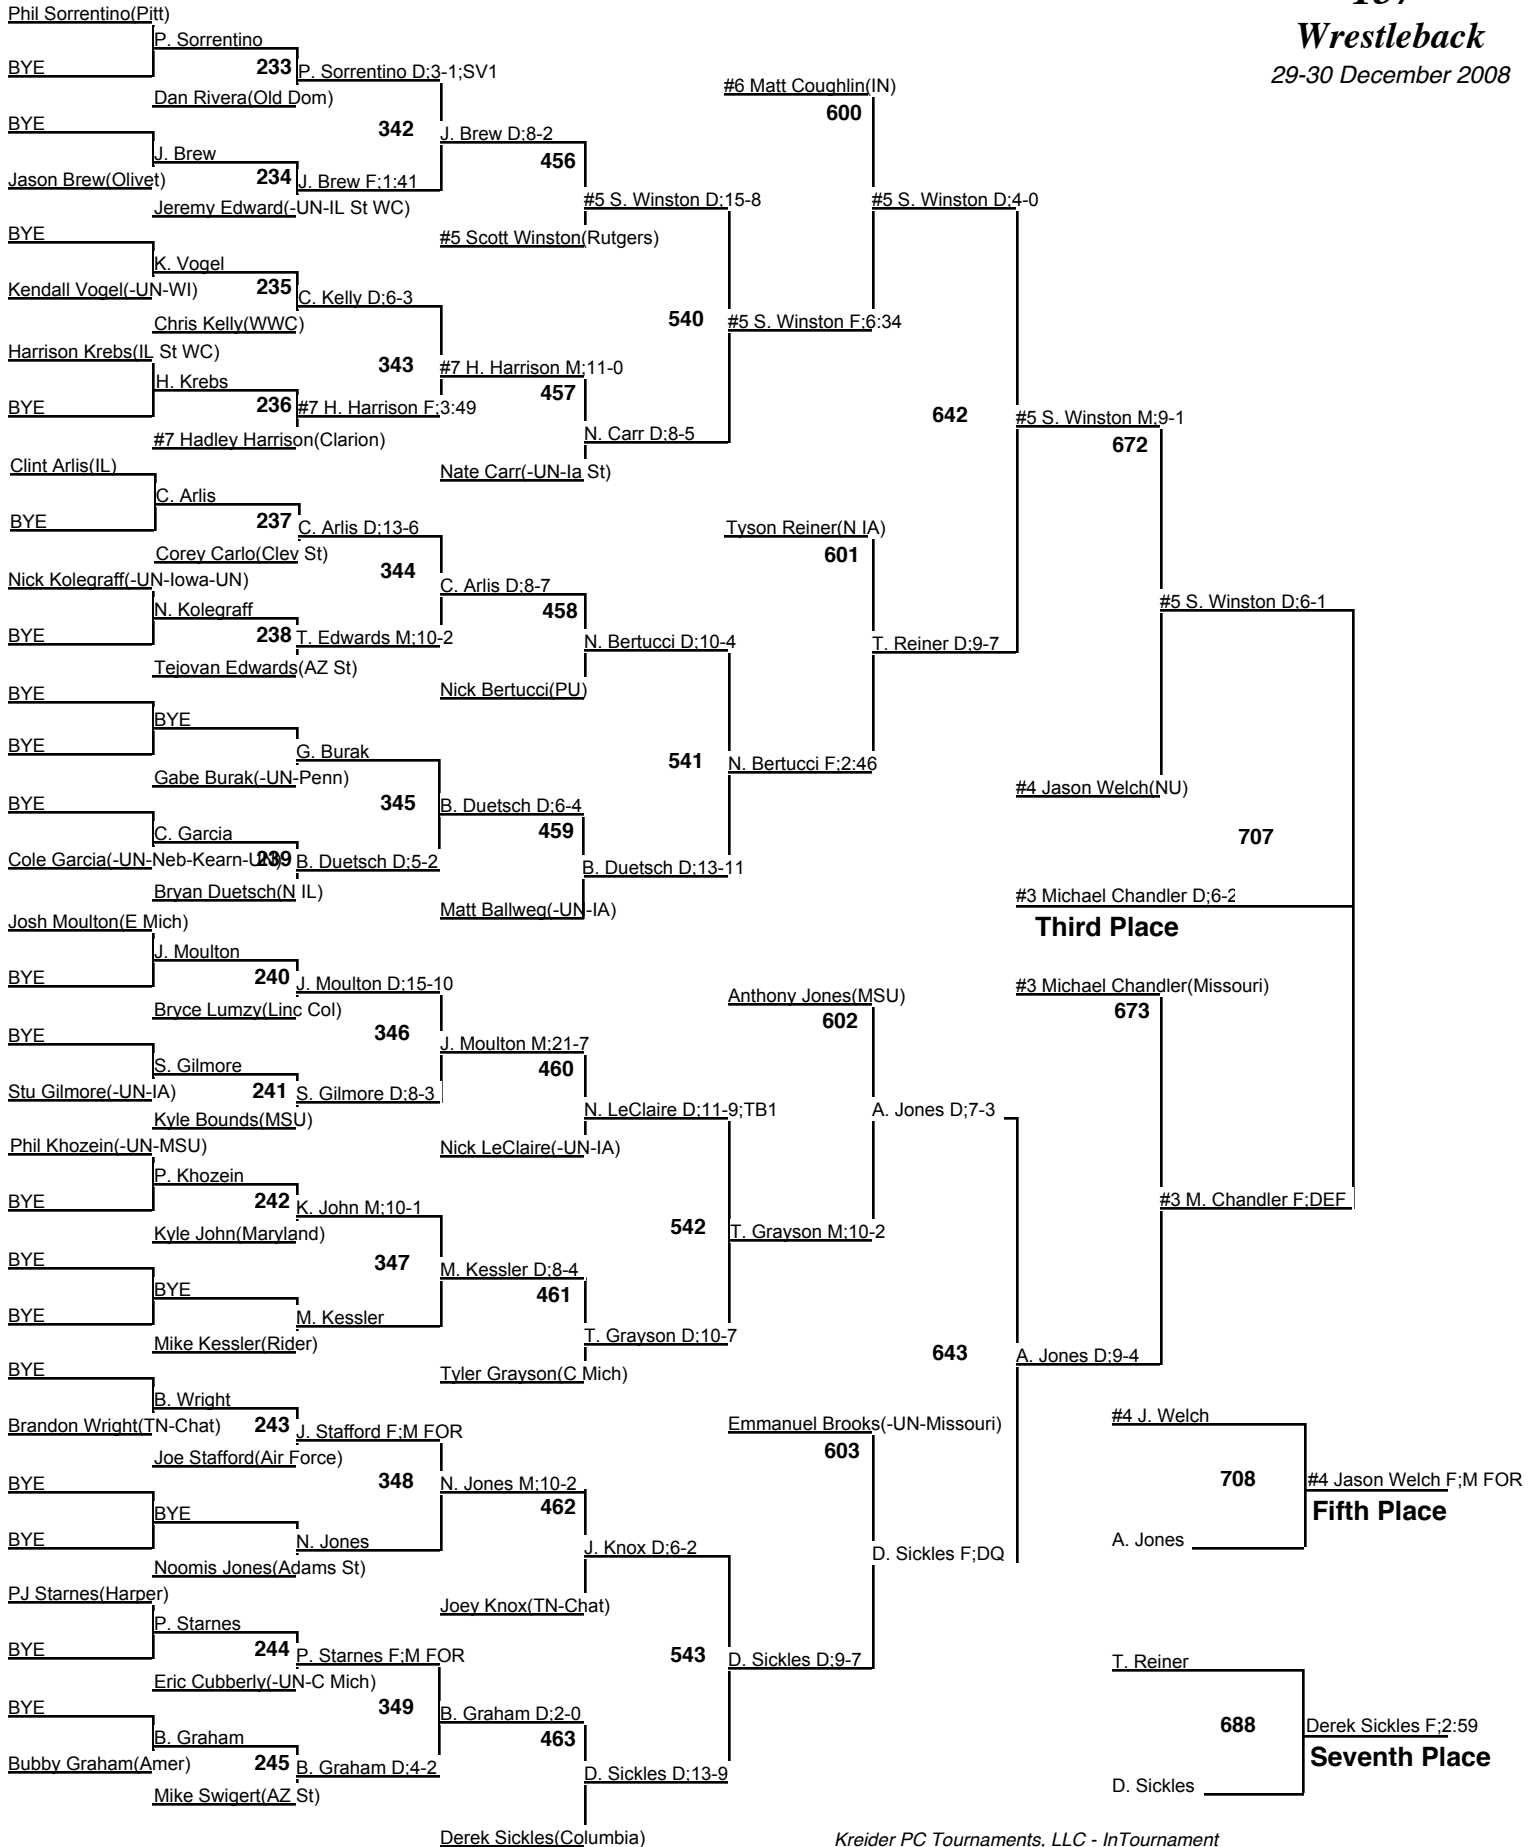 Wrestleback
29-30 December 2008
Phil Sorrentino(Pitt)
BYE
P. Sorrentino
233
Dan Rivera(Old Dom)
P. Sorrentino D;3-1;SV1
BYE
Jason Brew(Olivet)
J. Brew
234
Jeremy Edward(-UN-IL St WC)
J. Brew F;1:41
342
J. Brew D;8-2
456
#5 Scott Winston(Rutgers)
#5 S. Winston D;15-8
BYE
Kendall Vogel(-UN-WI)
K. Vogel
235
Chris Kelly(WWC)
C. Kelly D;6-3
Harrison Krebs(IL St WC)
BYE
H. Krebs
236
#7 Hadley Harrison(Clarion)
#7 H. Harrison F;3:49
343
#7 H. Harrison M;11-0
457
Nate Carr(-UN-Ia St)
N. Carr D;8-5
540
#5 S. Winston F;6:34
#6 Matt Coughlin(IN)
600
#5 S. Winston D;4-0
Clint Arlis(IL)
BYE
C. Arlis
237
Corey Carlo(Clev St)
C. Arlis D;13-6
Nick Kolegraff(-UN-Iowa-UN)
BYE
N. Kolegraff
238
Tejovan Edwards(AZ St)
T. Edwards M;10-2
344
C. Arlis D;8-7
458
Nick Bertucci(PU)
N. Bertucci D;10-4
BYE
BYE
BYE
Gabe Burak(-UN-Penn)
G. Burak
BYE
Cole Garcia(-UN-Neb-Kearn-UN)
C. Garcia
239
Bryan Duetsch(N IL)
B. Duetsch D;5-2
345
B. Duetsch D;6-4
459
Matt Ballweg(-UN-IA)
B. Duetsch D;13-11
541
N. Bertucci F;2:46
Tyson Reiner(N IA)
601
T. Reiner D;9-7
642
#5 S. Winston M;9-1
672
#4 Jason Welch(NU)
#5 S. Winston D;6-1
707
#3 Michael Chandler D;6-2
Third Place
Josh Moulton(E Mich)
BYE
J. Moulton
240
Bryce Lumzy(Linc Col)
J. Moulton D;15-10
BYE
Stu Gilmore(-UN-IA)
S. Gilmore
241
Kyle Bounds(MSU)
S. Gilmore D;8-3
346
J. Moulton M;21-7
460
Nick LeClaire(-UN-IA)
N. LeClaire D;11-9;TB1
Phil Khozein(-UN-MSU)
BYE
P. Khozein
242
Kyle John(Maryland)
K. John M;10-1
BYE
BYE
BYE
Mike Kessler(Rider)
M. Kessler
347
M. Kessler D;8-4
461
Tyler Grayson(C Mich)
T. Grayson D;10-7
542
T. Grayson M;10-2
Anthony Jones(MSU)
602
A. Jones D;7-3
BYE
Brandon Wright(TN-Chat)
B. Wright
243
Joe Stafford(Air Force)
J. Stafford F;M FOR
BYE
BYE
BYE
Noomis Jones(Adams St)
N. Jones
348
N. Jones M;10-2
462
Joey Knox(TN-Chat)
J. Knox D;6-2
PJ Starnes(Harper)
BYE
P. Starnes
244
Eric Cubberly(-UN-C Mich)
P. Starnes F;M FOR
BYE
Bubby Graham(Amer)
B. Graham
245
Mike Swigert(AZ St)
B. Graham D;4-2
349
B. Graham D;2-0
463
Derek Sickles(Columbia)
D. Sickles D;13-9
543
D. Sickles D;9-7
Emmanuel Brooks(-UN-Missouri)
603
D. Sickles F;DQ
643
A. Jones D;9-4
#3 Michael Chandler(Missouri)
673
#3 M. Chandler F;DEF
#4 J. Welch
708
A. Jones
#4 Jason Welch F;M FOR
Fifth Place
T. Reiner
688
D. Sickles
Derek Sickles F;2:59
Seventh Place
Kreider PC Tournaments, LLC - InTournament